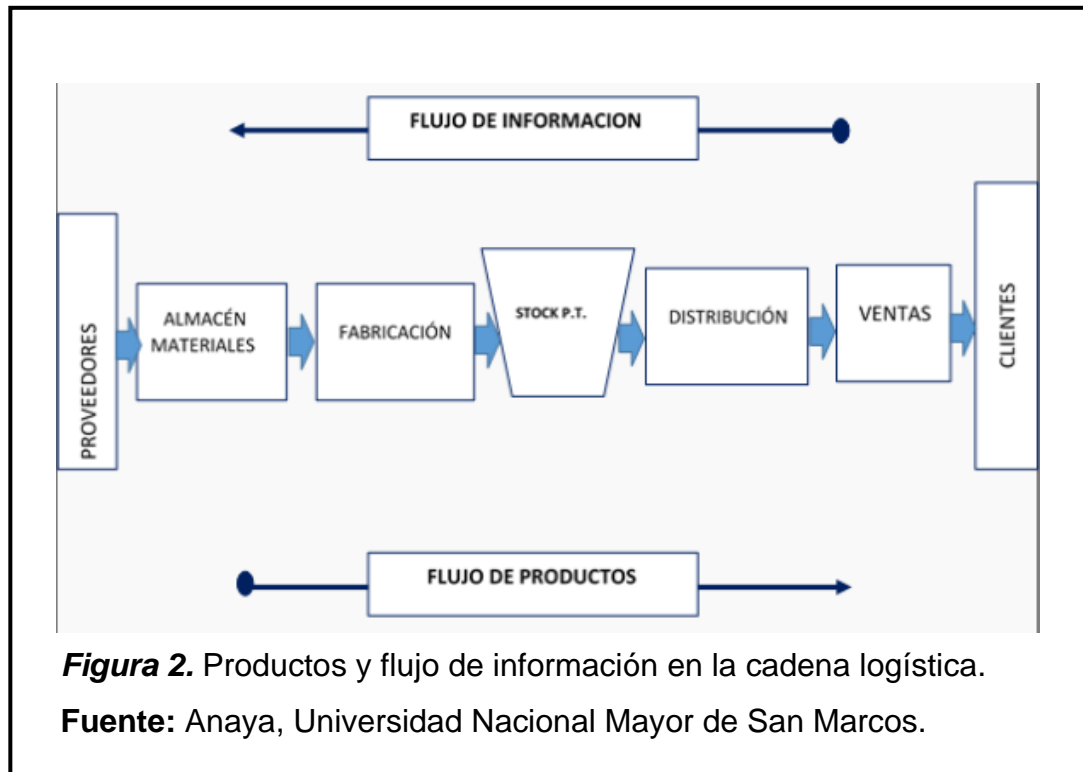 FLUJO DE INFORMACION
PROVEEDORES
ALMACÉN
MATERIALES
FABRICACIÓN
STOCK P.T.
DISTRIBUCIÓN
VENTAS
CLIENTES
FLUJO DE PRODUCTOS
Figura 2. Productos y flujo de información en la cadena logística.
Fuente: Anaya, Universidad Nacional Mayor de San Marcos.